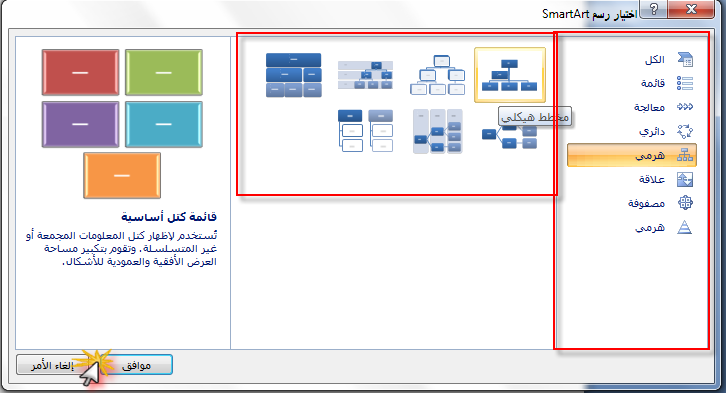 اختيار رسم SmartArt
الكل
قائمة
معالجة
دائري
هرمي
علاقة
مصفوفة
هرمي
مخطط هيكلي
قائمة كتل أساسية
تُستخدم لإظهار كتل المعلومات المجمعة أو
غير المتسلسلة. وتقوم بتكبير مساحة
العرض الأفقية والعمودية للأشكال.
موافق
إلغاء الأمر